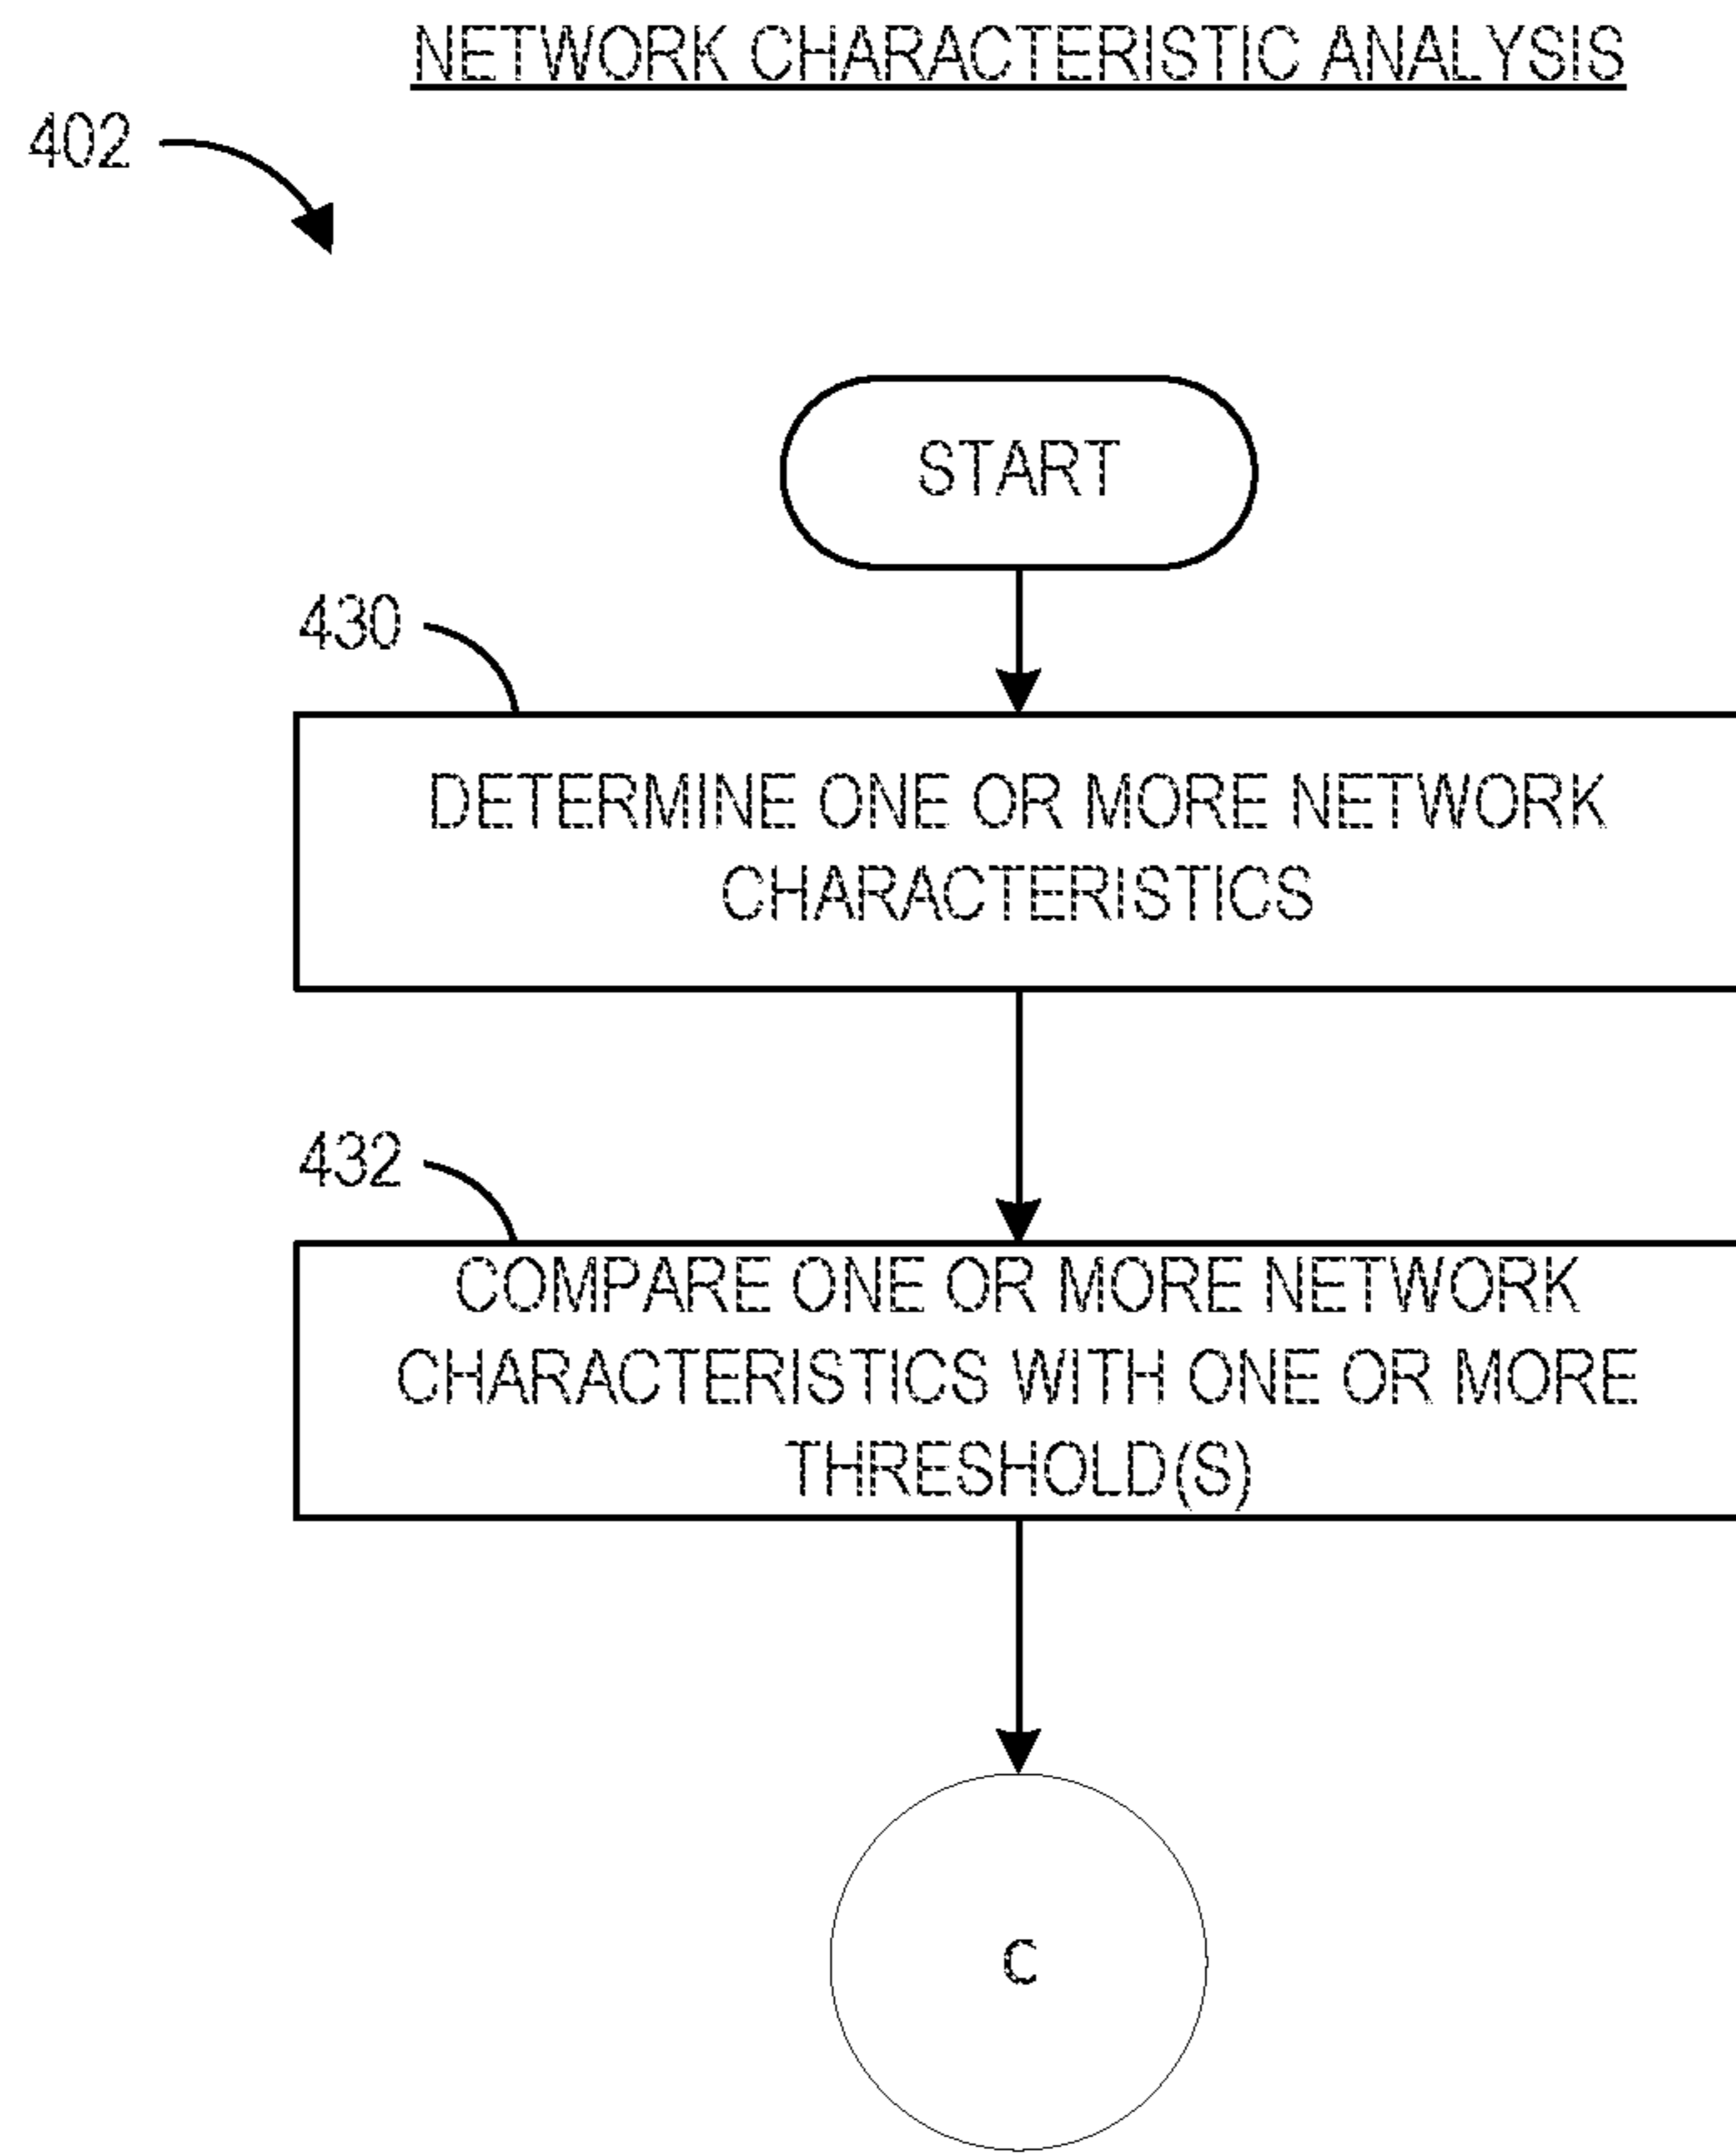 NETWORK CHARACTERISTIC ANALYSIS
402
START
430
DETERMINE ONE OR MORE NETWORK
CHARACTERISTICS
432
COMPARE ONE OR MORE NETWORK
CHARACTERISTICS WITH ONE OR MORE
THRESHOLD(S)
C